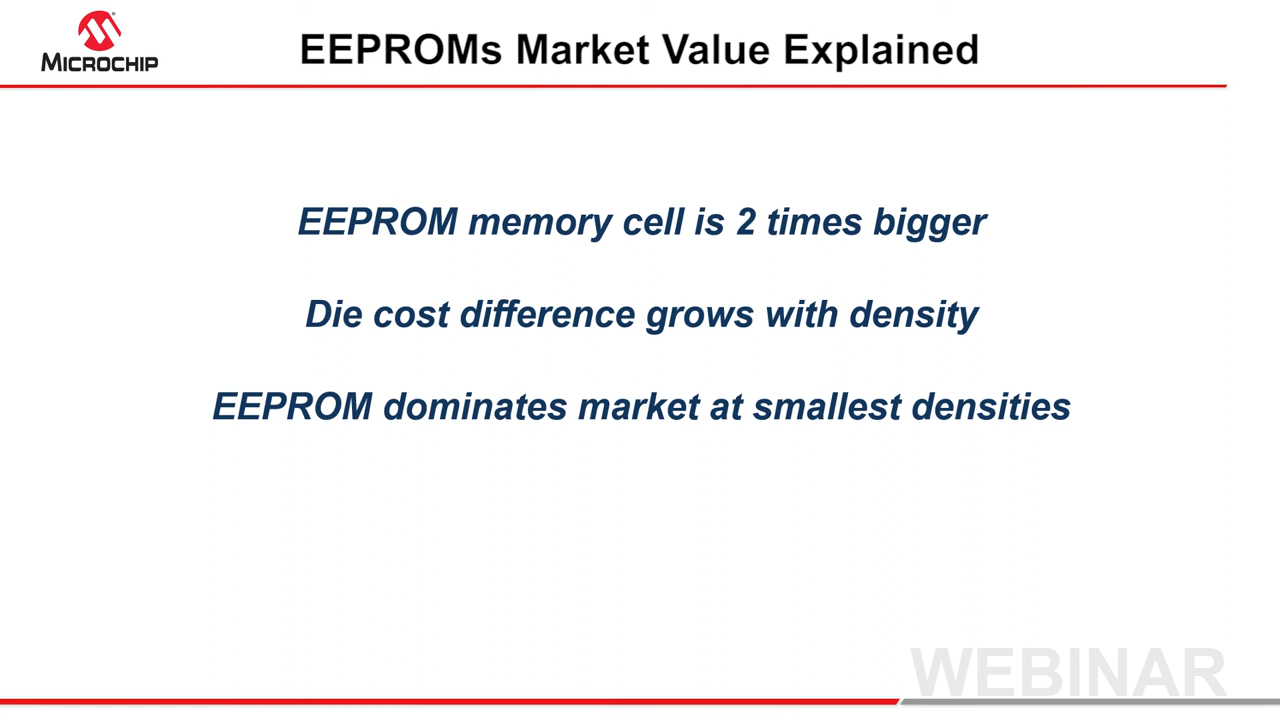 MICROCHIP
EEPROMs Market Value Explained
EEPROM memory cell is 2 times bigger
Die cost difference grows with density
EEPROM dominates market at smallest densities
WEBINAR